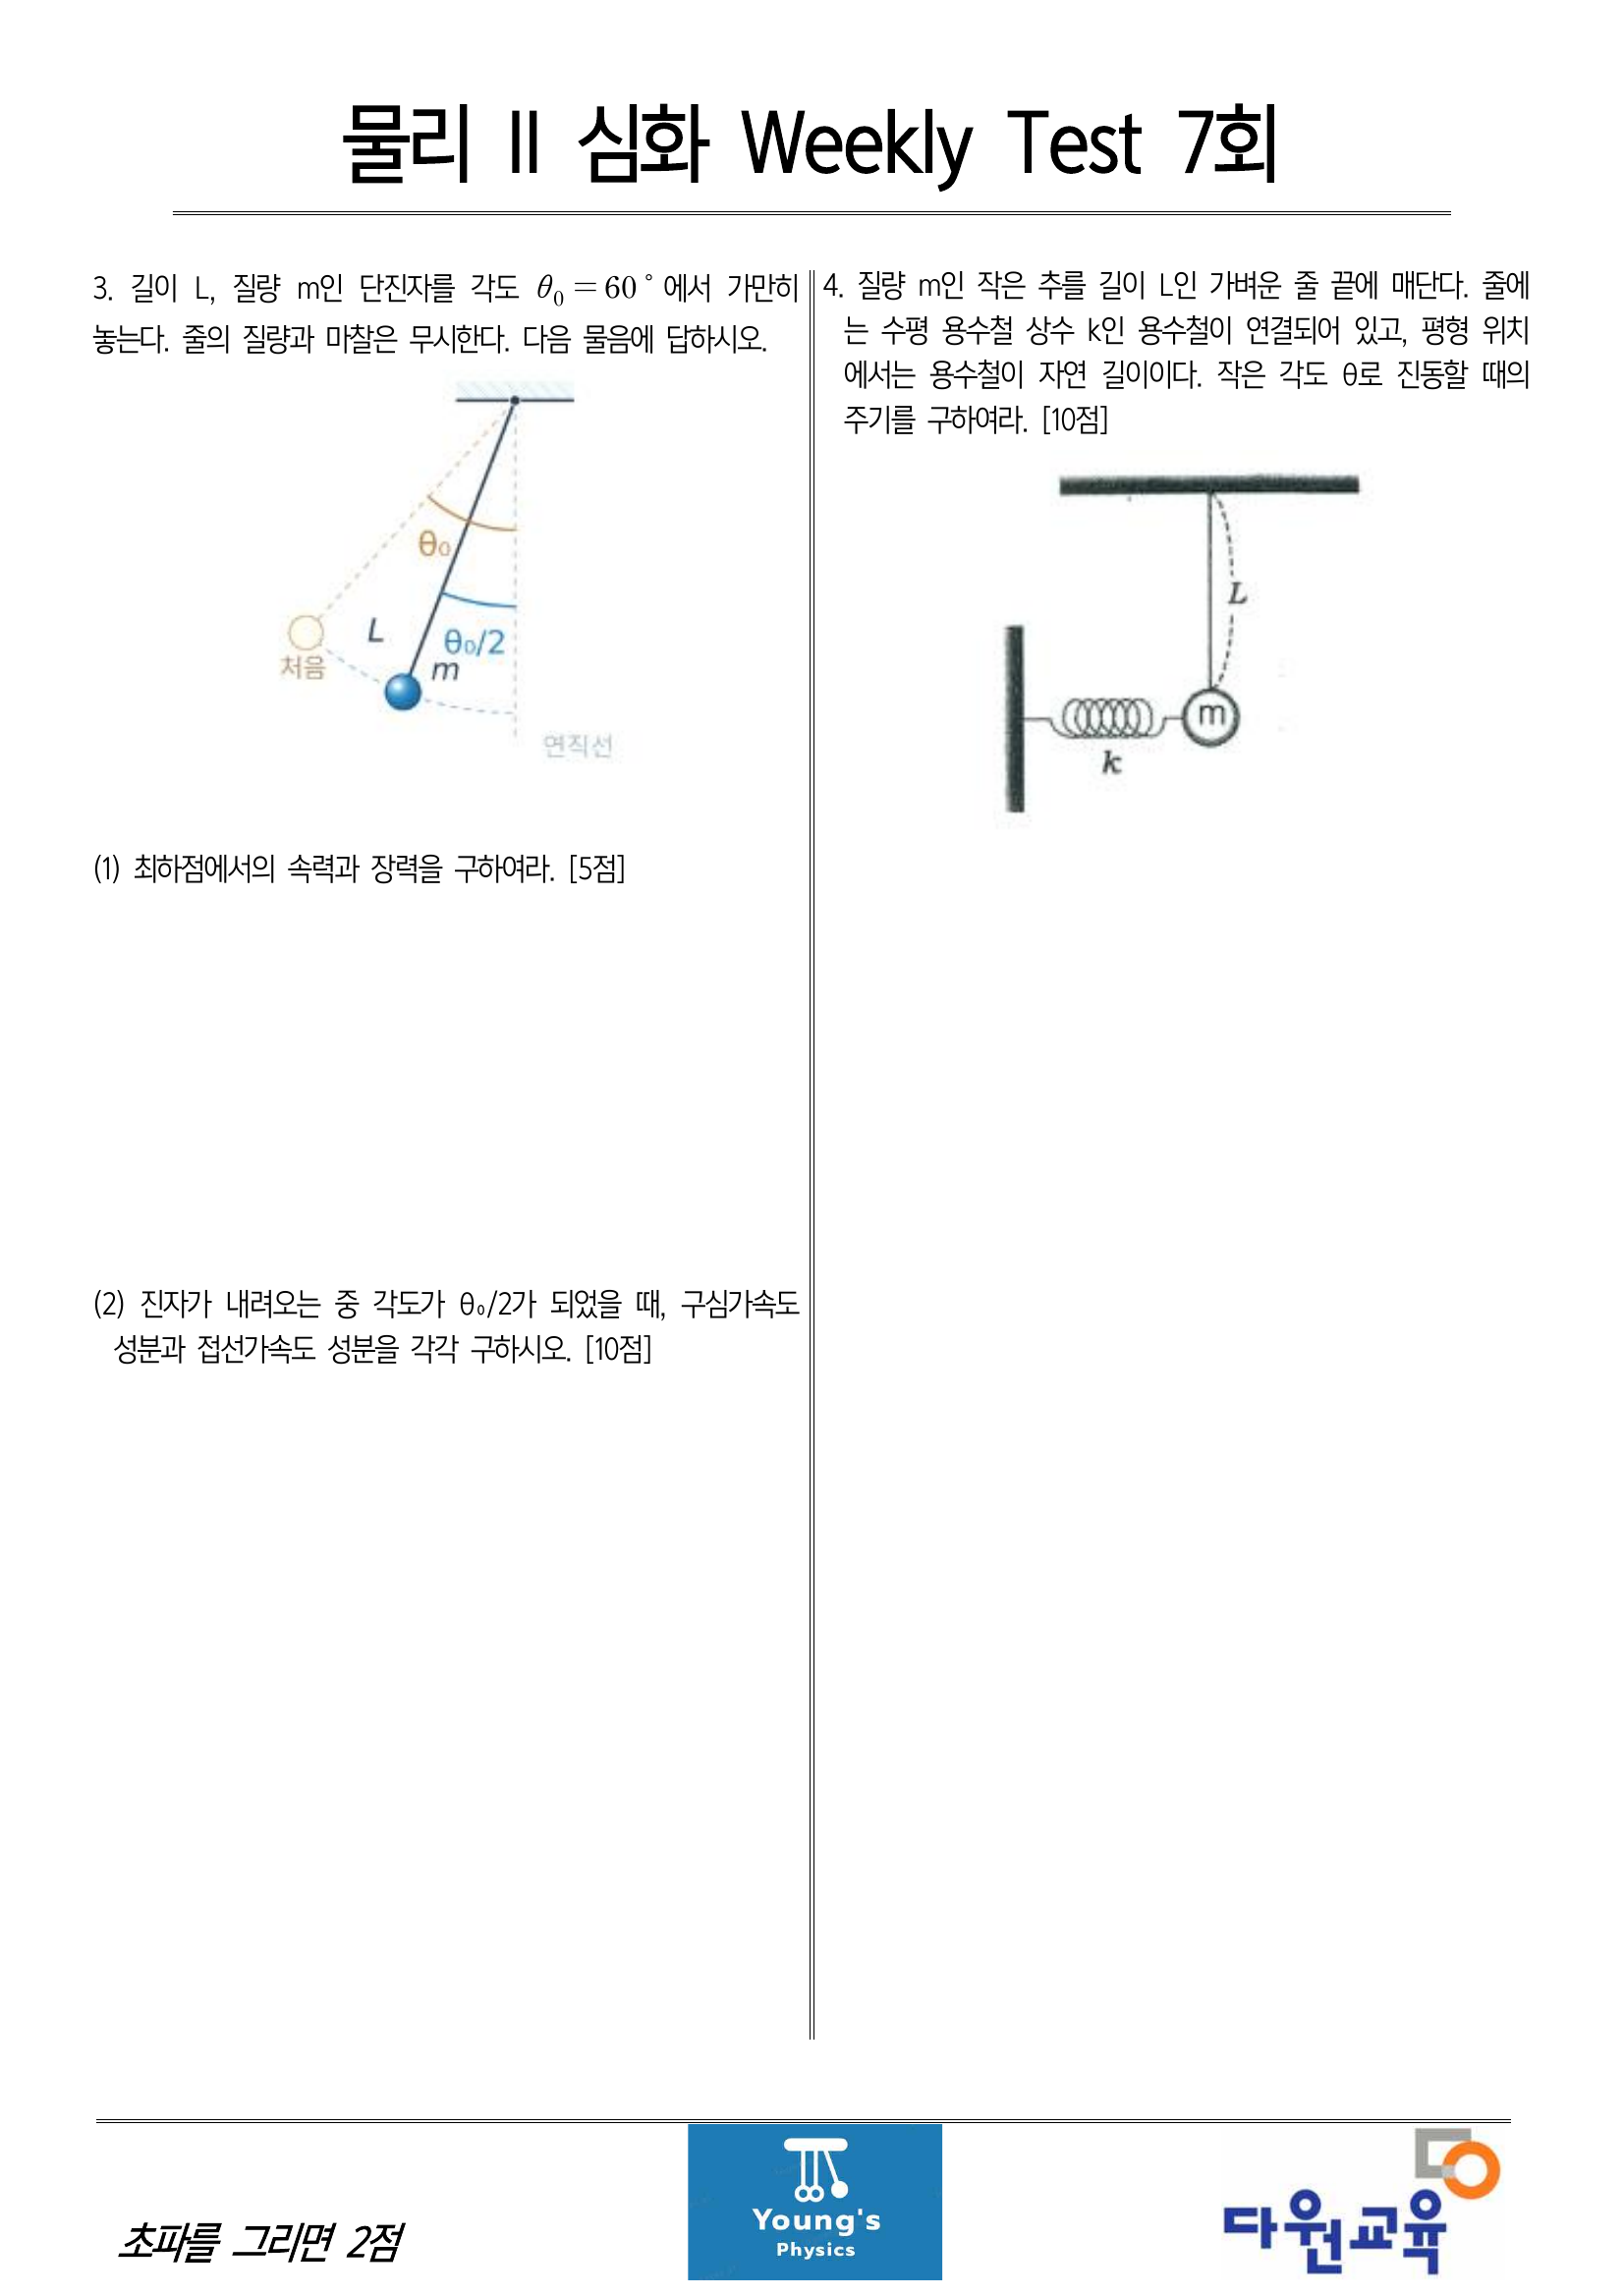 물리 II 심화 Weekly Test 7회
3. 길이 L, 질량 m인 단진자를 각도 θ₀ = 60°에서 가만히
놓는다. 줄의 질량과 마찰은 무시한다. 다음 물음에 답하시오.
θ₀
L
θ₀/2
m
처음
연직선
(1) 최하점에서의 속력과 장력을 구하여라. [5점]
(2) 진자가 내려오는 중 각도가 θ₀/2가 되었을 때, 구심가속도
성분과 접선가속도 성분을 각각 구하시오. [10점]
4. 질량 m인 작은 추를 길이 L인 가벼운 줄 끝에 매단다. 줄에
는 수평 용수철 상수 k인 용수철이 연결되어 있고, 평형 위치
에서는 용수철이 자연 길이이다. 작은 각도 θ로 진동할 때의
주기를 구하여라. [10점]
L
m
k
초파를 그리면 2점
Young's
Physics
다원교육